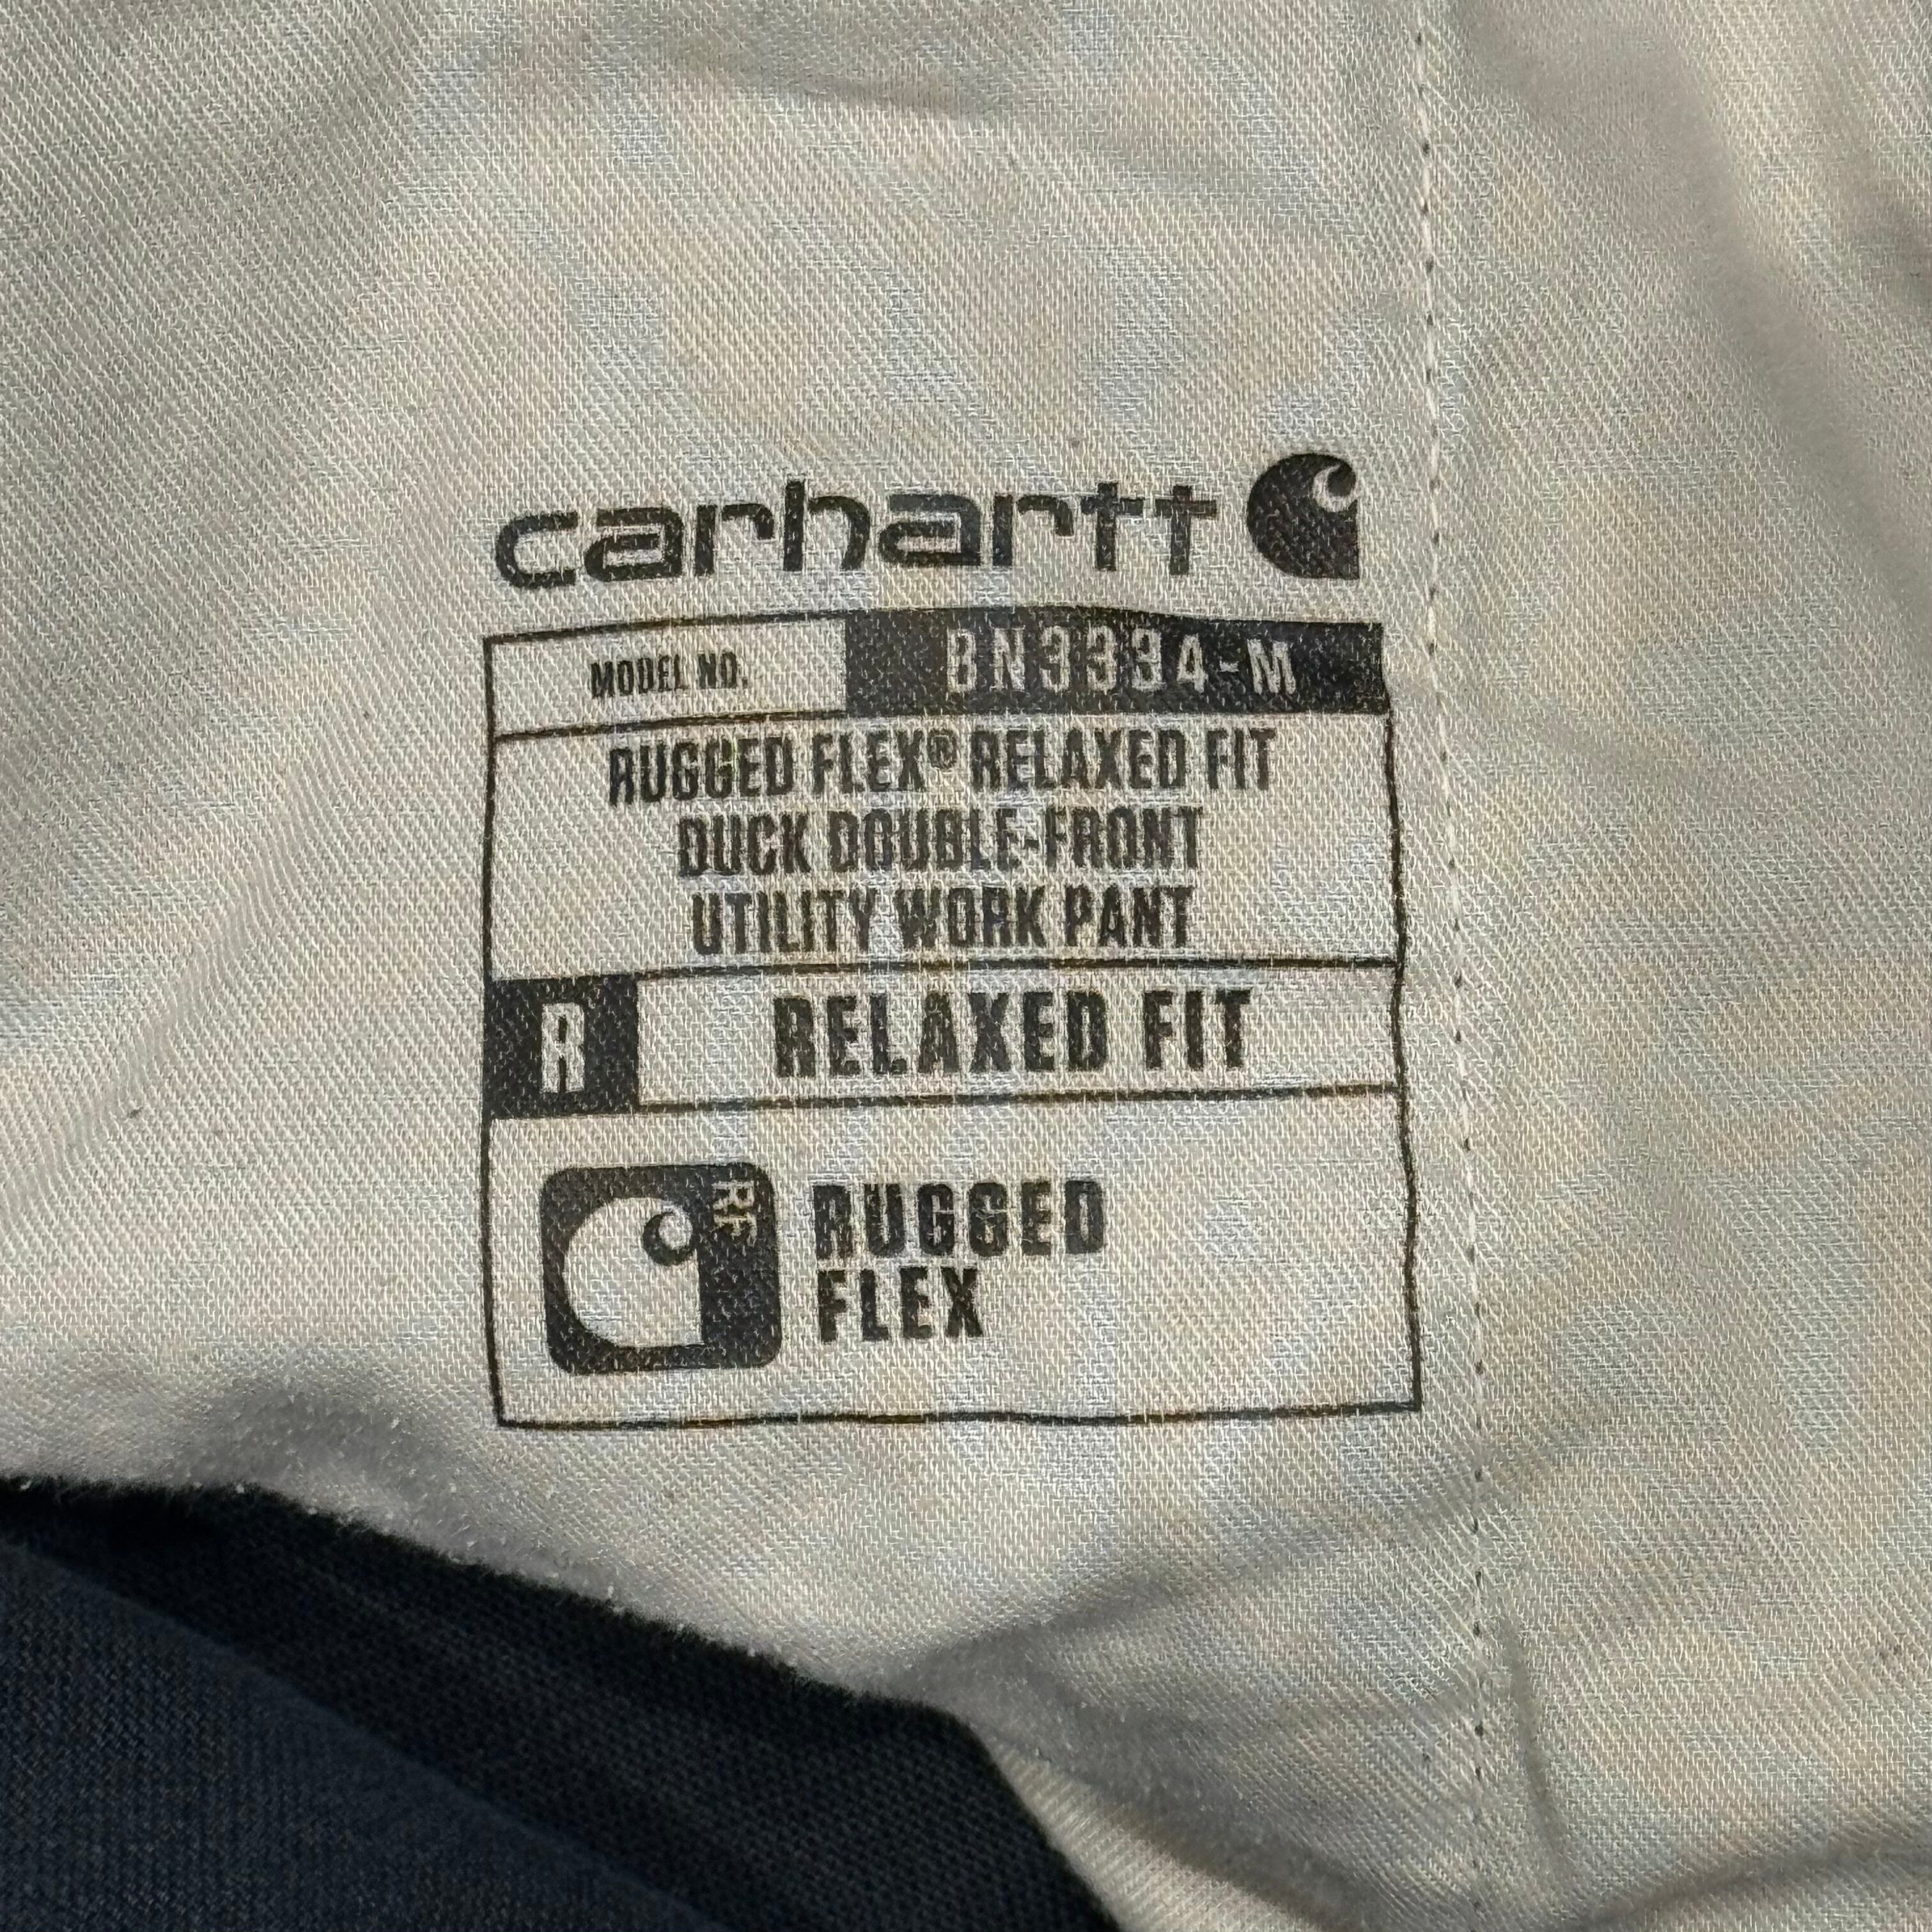 carhartt
MODEL NO. BN3334-M
RUGGED FLEX® RELAXED FIT
DUCK DOUBLE-FRONT
UTILITY WORK PANT
R RELAXED FIT
RF
RUGGED
FLEX